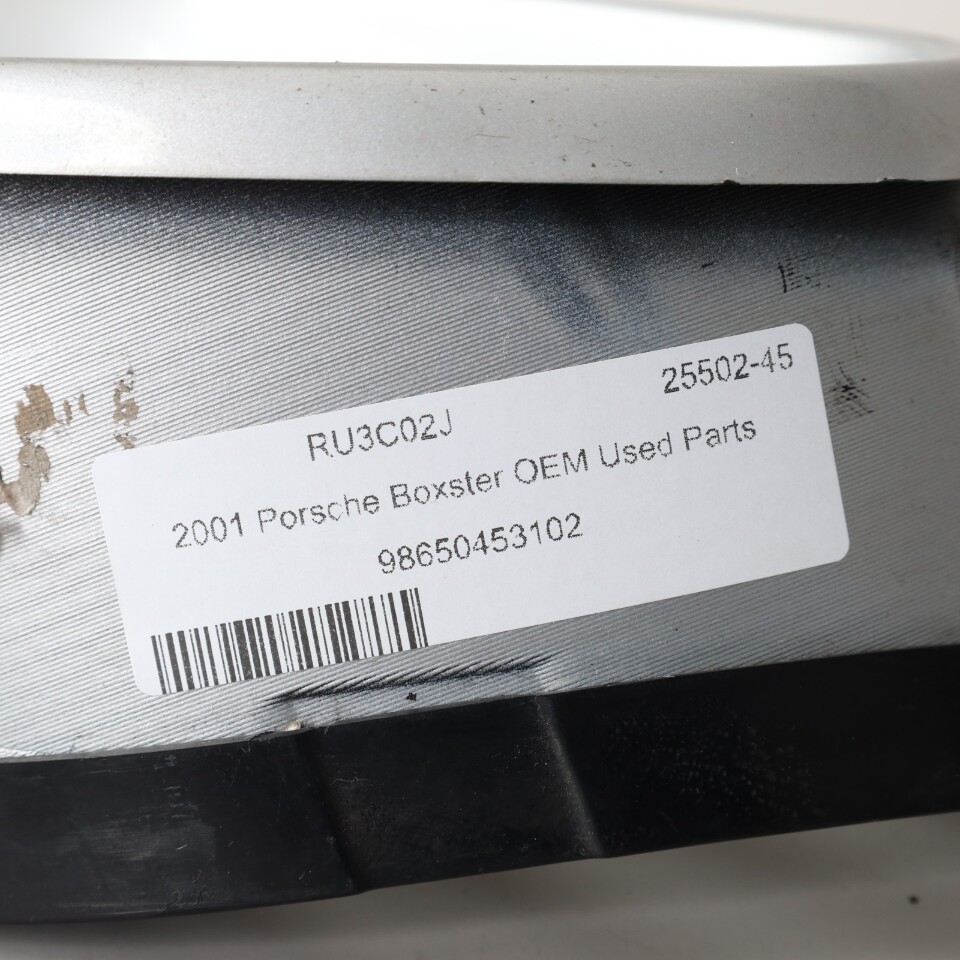 RU3C02J 25502-45
2001 Porsche Boxster OEM Used Parts
98650453102